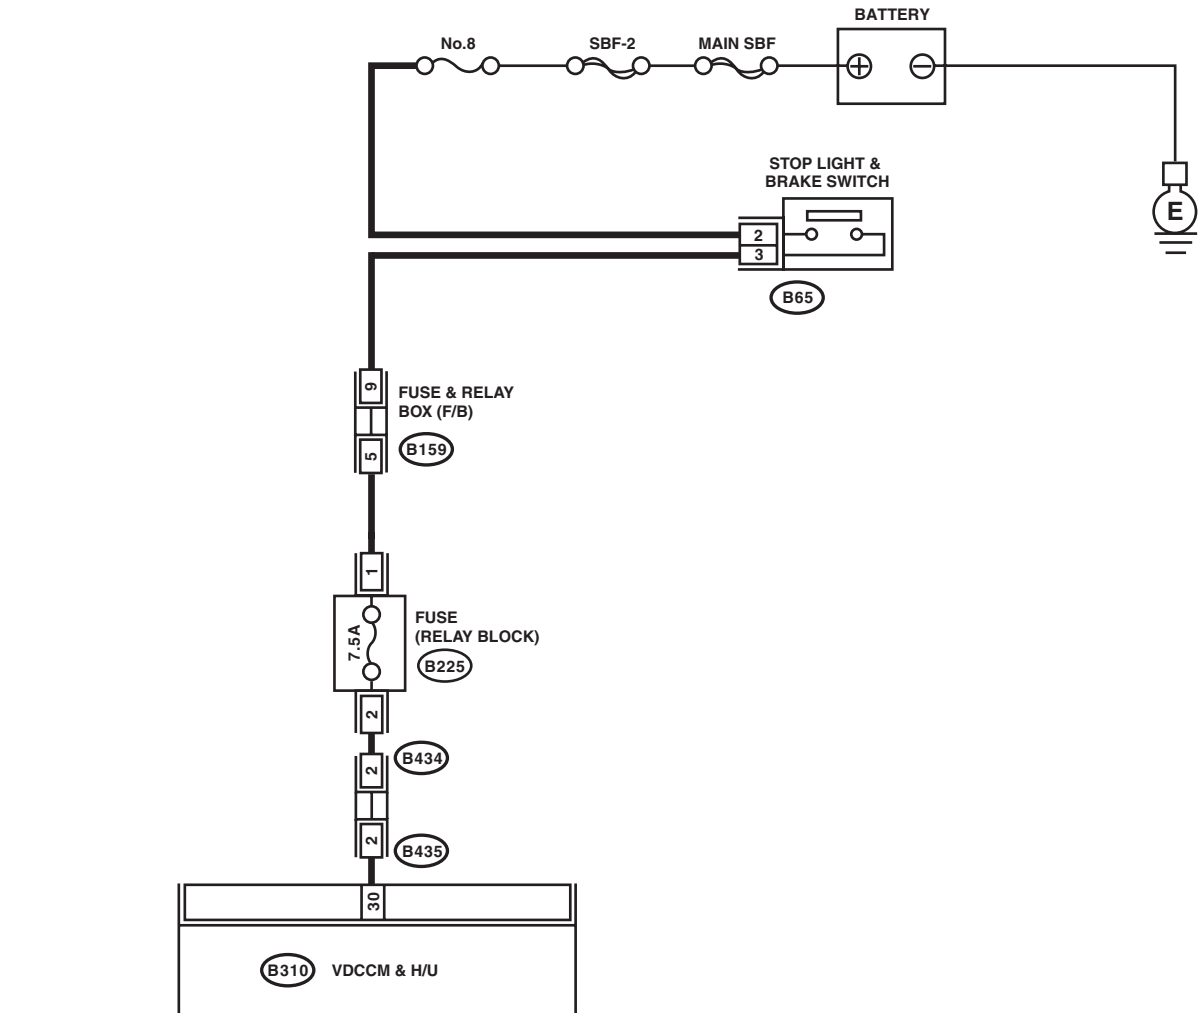 BATTERY
No.8
SBF-2
MAIN SBF
STOP LIGHT &
BRAKE SWITCH
E
2
3
B65
9
FUSE & RELAY
BOX (F/B)
B159
5
1
7.5A
FUSE
(RELAY BLOCK)
B225
2
B434
2
2
B435
30
B310
VDCCM & H/U